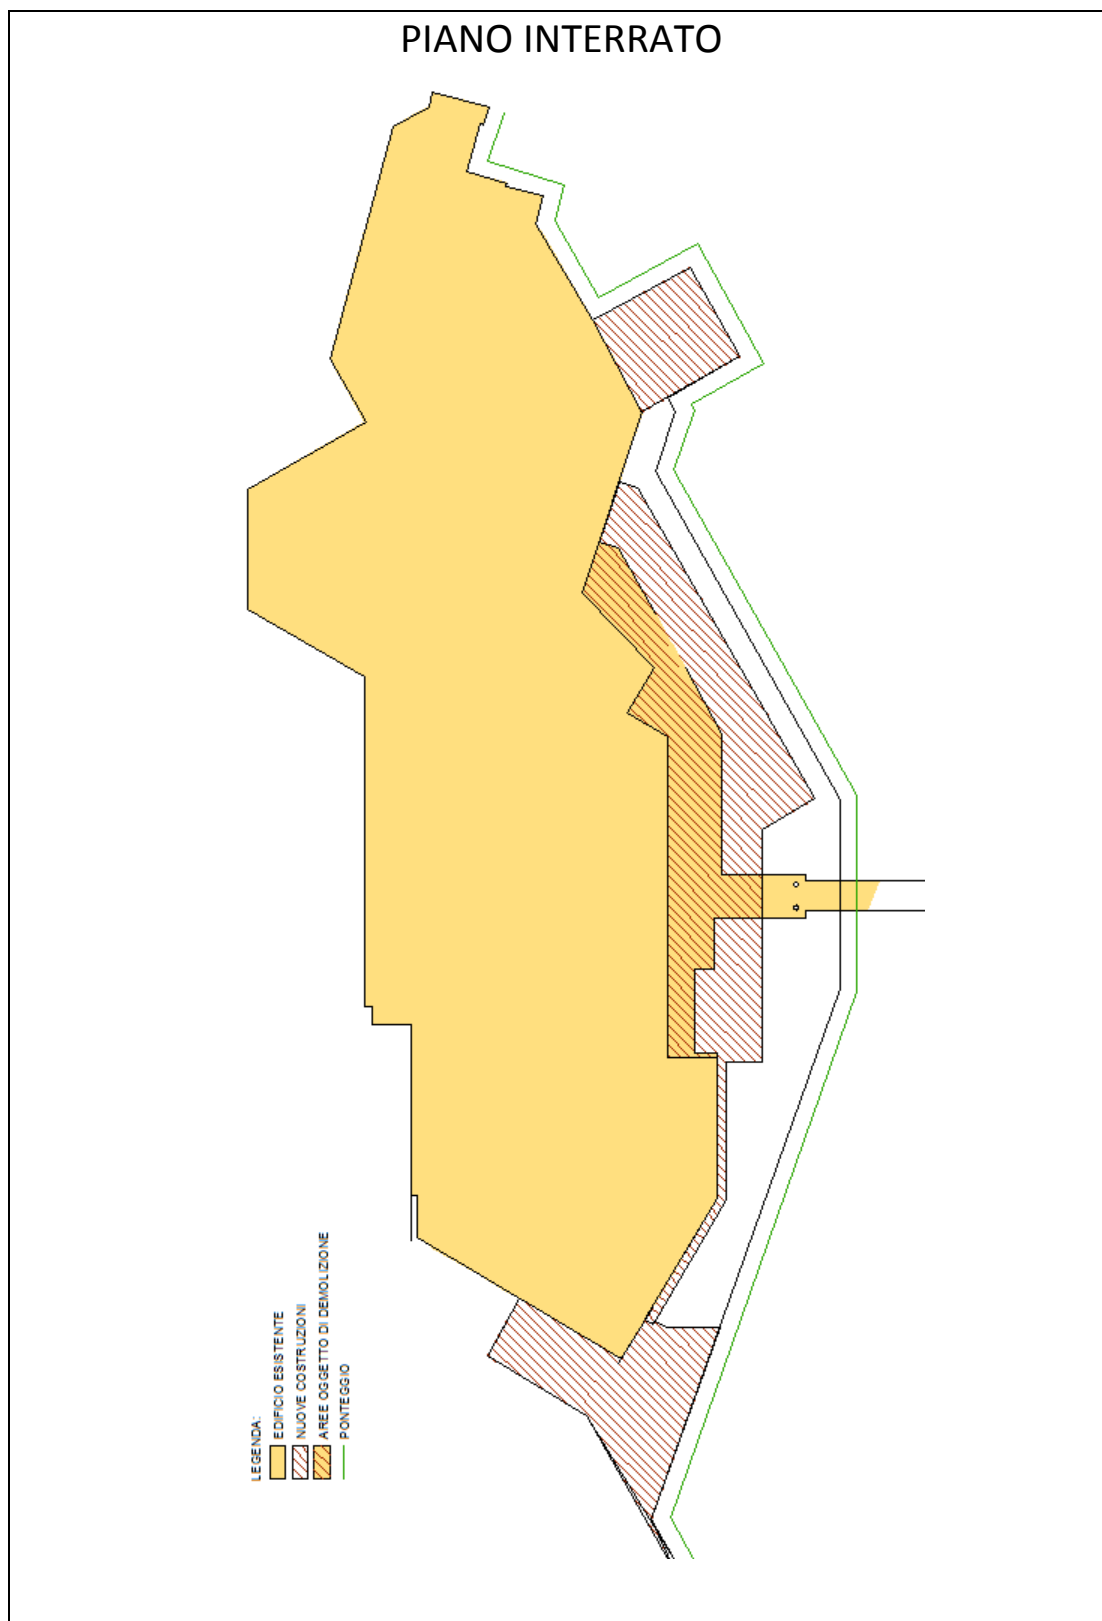 PIANO INTERRATO
LEGENDA:
EDIFICIO ESISTENTE
NUOVE COSTRUZIONI
AREE OGGETTO DI DEMOLIZIONE
PONTEGGIO